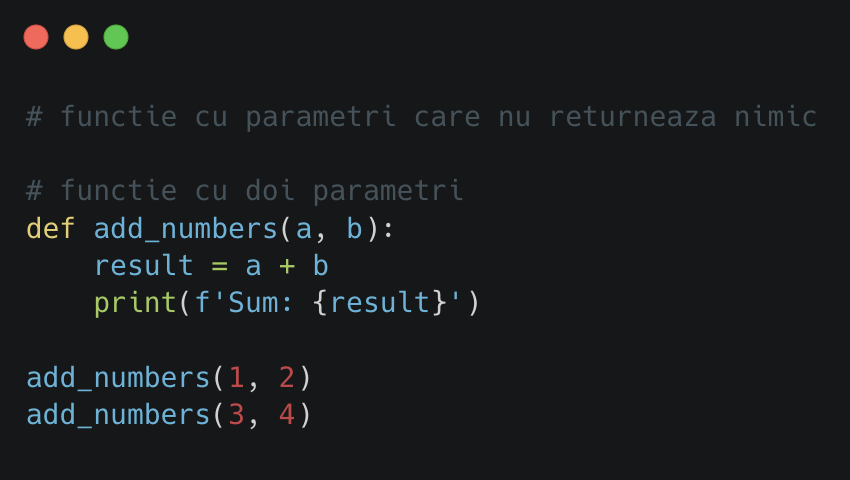 # functie cu parametri care nu returneaza nimic
# functie cu doi parametri
def add_numbers(a, b):
    result = a + b
    print(f'Sum: {result}')
add_numbers(1, 2)
add_numbers(3, 4)